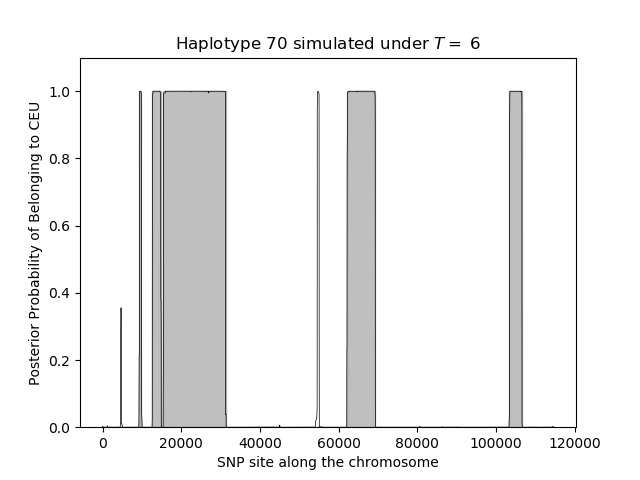 Haplotype 70 simulated under T = 6
Posterior Probability of Belonging to CEU
1.0
0.8
0.6
0.4
0.2
0.0
0 20000 40000 60000 80000 100000 120000
SNP site along the chromosome